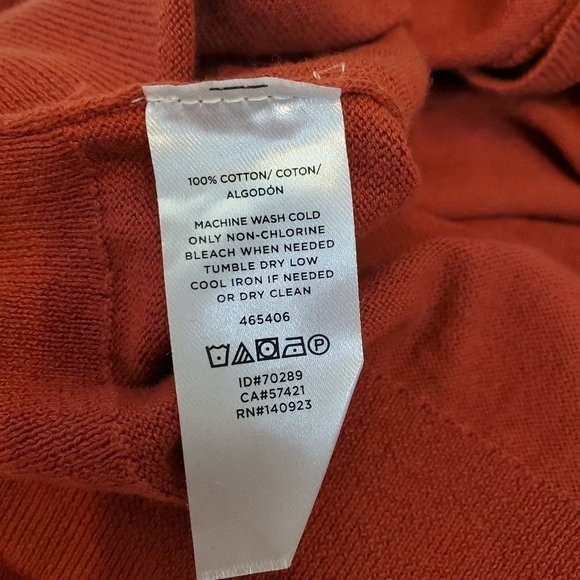 100% COTTON/ COTON/
ALGODÓN
MACHINE WASH COLD
ONLY NON-CHLORINE
BLEACH WHEN NEEDED
TUMBLE DRY LOW
COOL IRON IF NEEDED
OR DRY CLEAN
465406
P
ID#70289
CA#57421
RN#140923